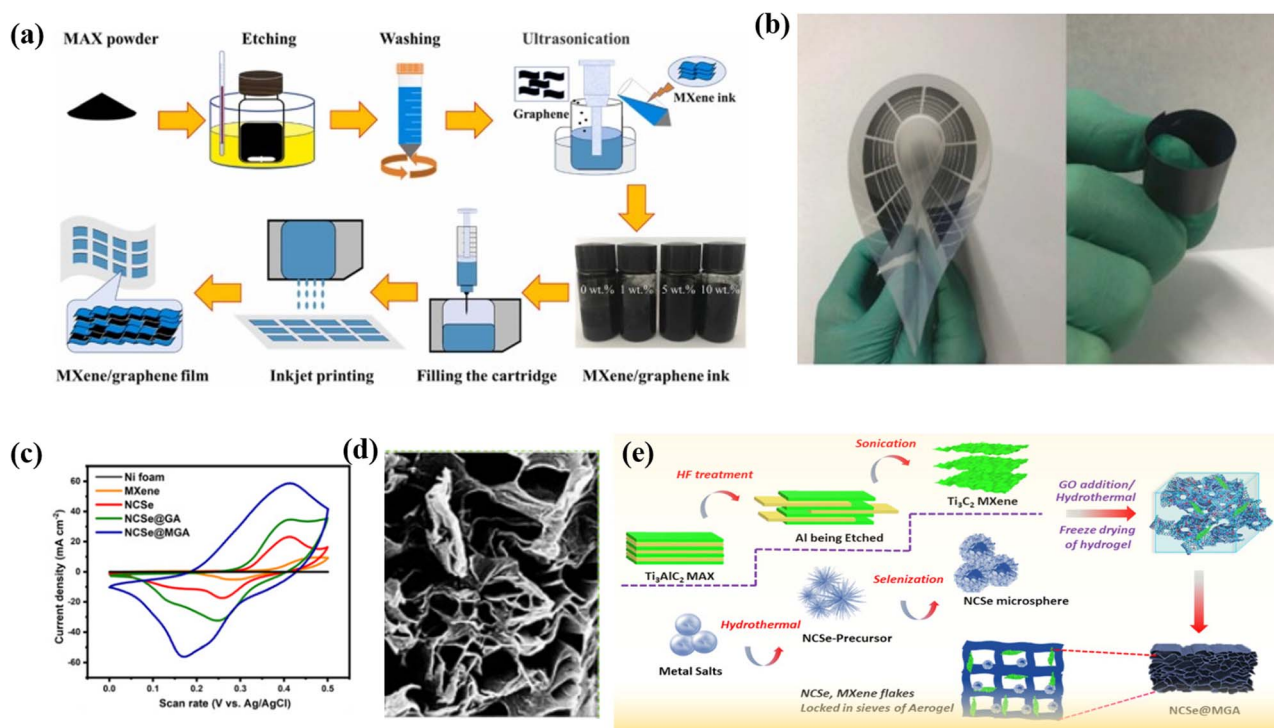 (a)
MAX powder
Etching
Washing
Ultrasonication
Graphene
MXene ink
0 wt.% 1 wt.% 5 wt.% 10 wt.%
MXene/graphene film
Inkjet printing
Filling the cartridge
MXene/graphene ink
(b)
(c)
Current density (mA cm⁻²)
60
40
20
0
-20
-40
-60
Ni foam
MXene
NCSe
NCSe@GA
NCSe@MGA
0.0 0.1 0.2 0.3 0.4 0.5
Scan rate (V vs. Ag/AgCl)
(d)
(e)
Ti₃AlC₂ MAX
HF treatment
Al being Etched
Sonication
Ti₃C₂ MXene
GO addition/
Hydrothermal
Freeze drying
of hydrogel
Metal Salts
Hydrothermal
NCSe-Precursor
Selenization
NCSe microsphere
NCSe, MXene flakes
Locked in sieves of Aerogel
NCSe@MGA